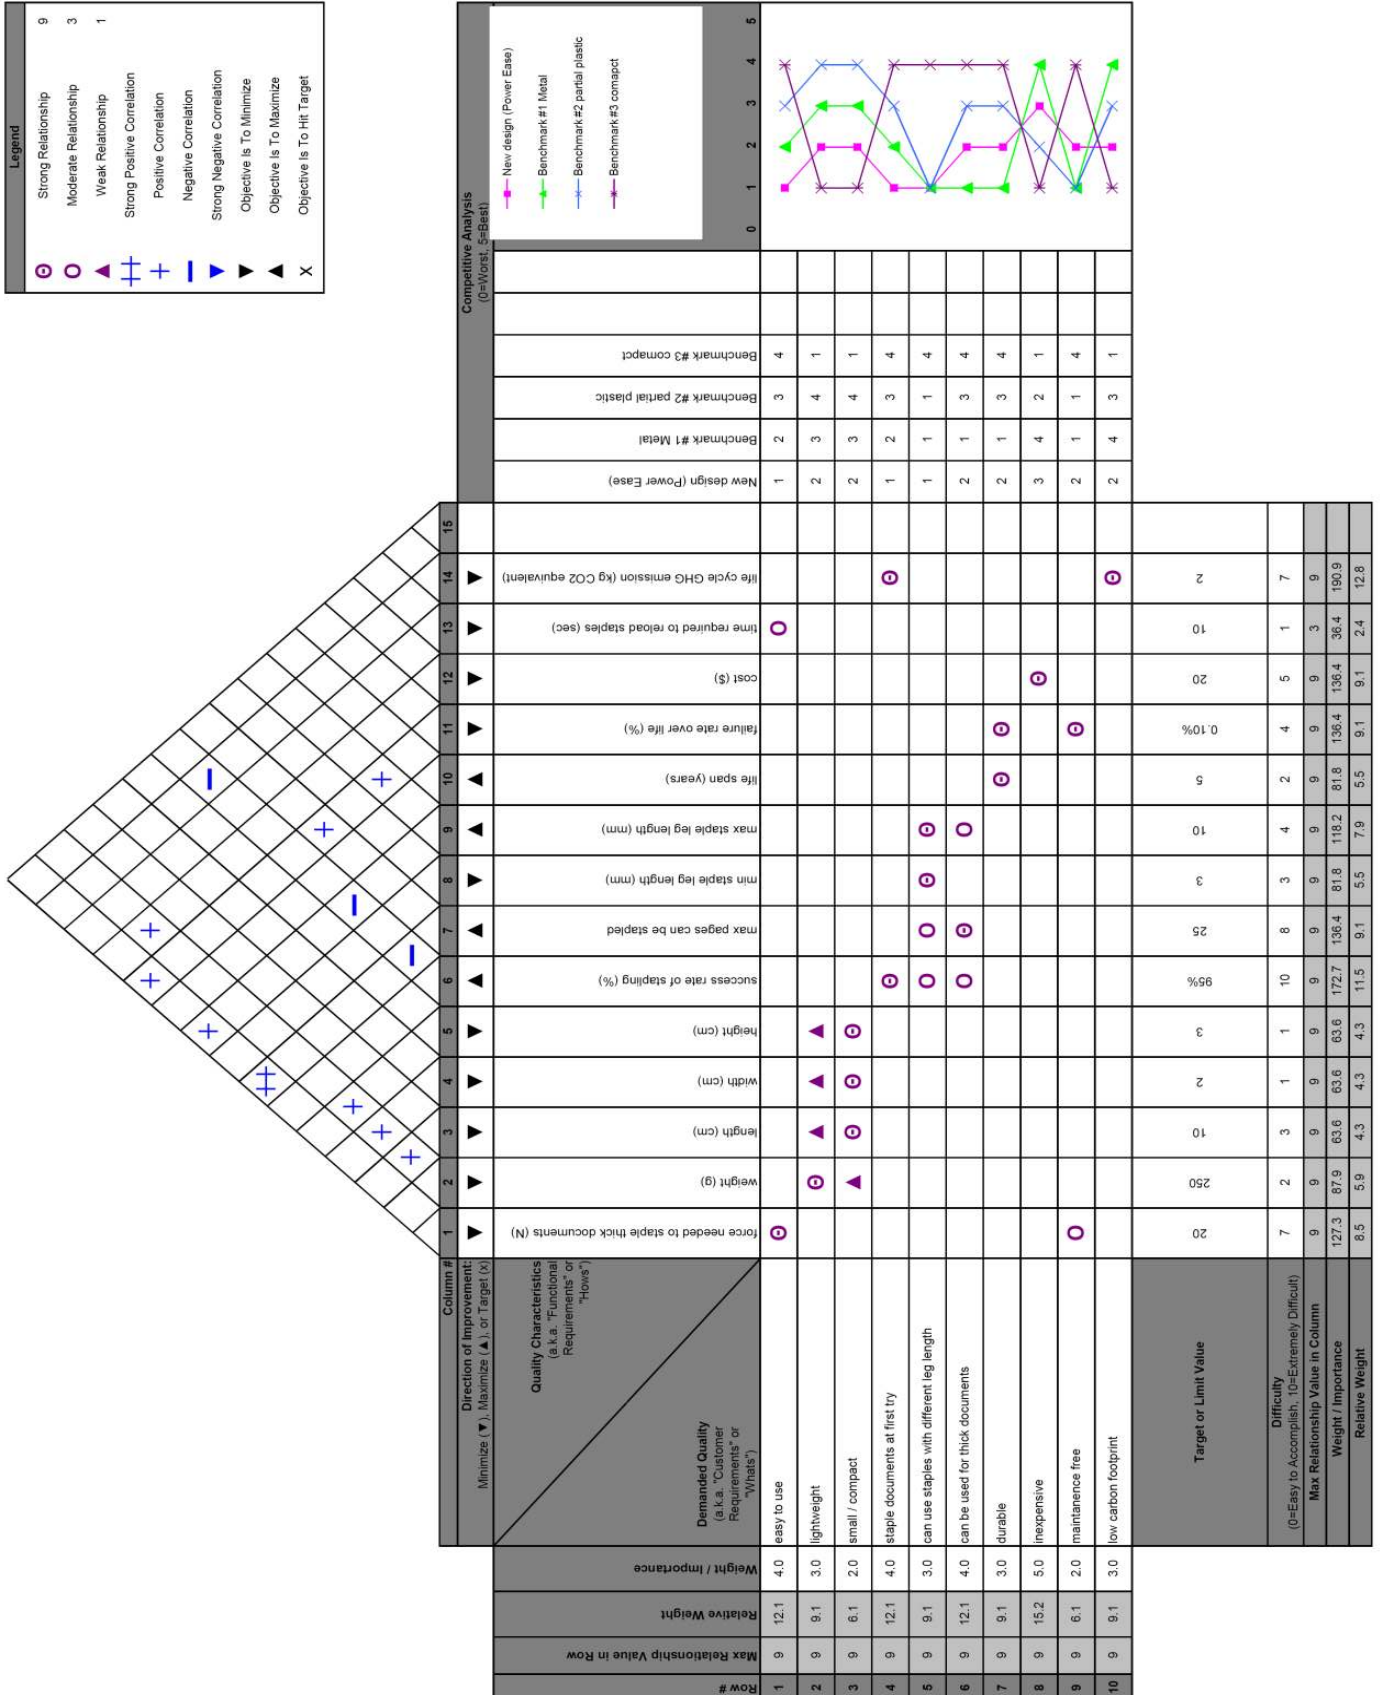 Legend
Strong Relationship 9
Moderate Relationship 3
Weak Relationship 1
Strong Positive Correlation
Positive Correlation
Negative Correlation
Strong Negative Correlation
Objective Is To Minimize
Objective Is To Maximize
X Objective Is To Hit Target
Column # 1 2 3 4 5 6 7 8 9 10 11 12 13 14 15
Direction of Improvement:
Minimize (▼), Maximize (▲), or Target (x)
▼ ▼ ▼ ▼ ▼ ▲ ▲ ▼ ▲ ▲ ▼ ▼ ▼ ▼
Quality Characteristics
(a.k.a. "Functional
Requirements" or
"Hows")
Demanded Quality
(a.k.a. "Customer
Requirements" or
"Whats")
force needed to staple thick documents (N)
weight (g)
length (cm)
width (cm)
height (cm)
success rate of stapling (%)
max pages can be stapled
min staple leg length (mm)
max staple leg length (mm)
life span (years)
failure rate over life (%)
cost ($)
time required to reload staples (sec)
life cycle GHG emission (kg CO2 equivalent)
Competitive Analysis
(0=Worst, 5=Best)
New design (Power Ease)
Benchmark #1 Metal
Benchmark #2 partial plastic
Benchmark #3 comapct
New design (Power Ease)
Benchmark #1 Metal
Benchmark #2 partial plastic
Benchmark #3 comapct
0 1 2 3 4 5
Row #
Max Relationship Value in Row
Relative Weight
Weight / Importance
1 9 12.1 4.0 easy to use 1 2 3 4
2 9 9.1 3.0 lightweight 2 3 4 1
3 9 6.1 2.0 small / compact 2 3 4 1
4 9 12.1 4.0 staple documents at first try 1 2 3 4
5 9 9.1 3.0 can use staples with different leg length 1 1 1 4
6 9 12.1 4.0 can be used for thick documents 2 1 3 4
7 9 9.1 3.0 durable 2 1 3 4
8 9 15.2 5.0 inexpensive 3 4 2 1
9 9 6.1 2.0 maintanence free 2 1 1 4
10 9 9.1 3.0 low carbon footprint 2 4 3 1
Target or Limit Value 20 250 10 2 3 95% 25 3 10 5 0.10% 20 10 2
Difficulty
(0=Easy to Accomplish, 10=Extremely Difficult)
7 2 3 1 1 10 8 3 4 2 4 5 1 7
Max Relationship Value in Column 9 9 9 9 9 9 9 9 9 9 9 9 3 9
Weight / Importance 127.3 87.9 63.6 63.6 63.6 172.7 136.4 81.8 118.2 81.8 136.4 136.4 36.4 190.9
Relative Weight 8.5 5.9 4.3 4.3 4.3 11.5 9.1 5.5 7.9 5.5 9.1 9.1 2.4 12.8